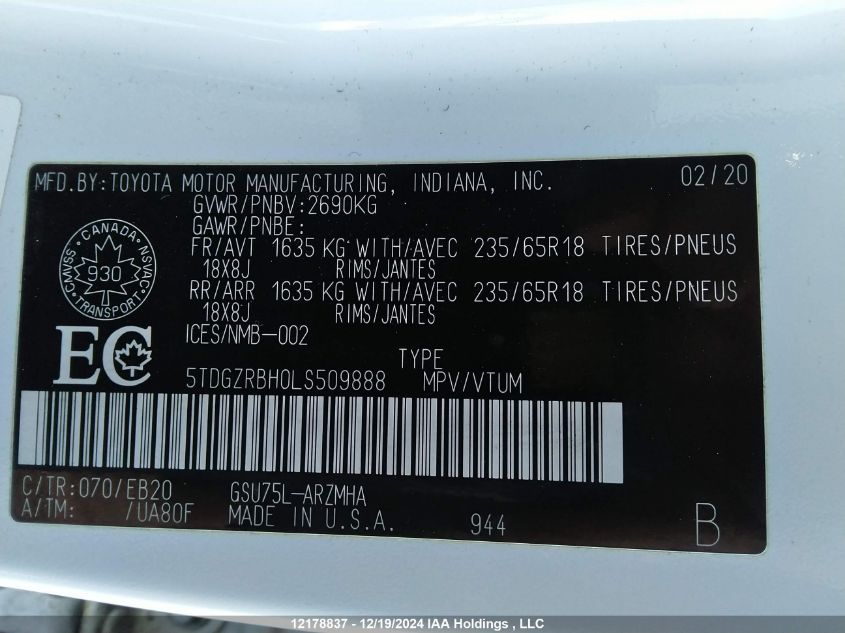 MFD.BY:TOYOTA MOTOR MANUFACTURING, INDIANA, INC. 02/20
GVWR/PNBV:2690KG
GAWR/PNBE:
FR/AVT 1635 KG WITH/AVEC 235/65R18 TIRES/PNEUS
18X8J RIMS/JANTES
RR/ARR 1635 KG WITH/AVEC 235/65R18 TIRES/PNEUS
18X8J RIMS/JANTES
ICES/NMB-002
CANADA
CMVSS 930 NSVAC
TRANSPORT
EC
TYPE
5TDGZRBH0LS509888 MPV/VTUM
C/TR:070/EB20 GSU75L-ARZMHA
A/TM: /UA80F MADE IN U.S.A. 944 B
12178837 - 12/19/2024 IAA Holdings , LLC